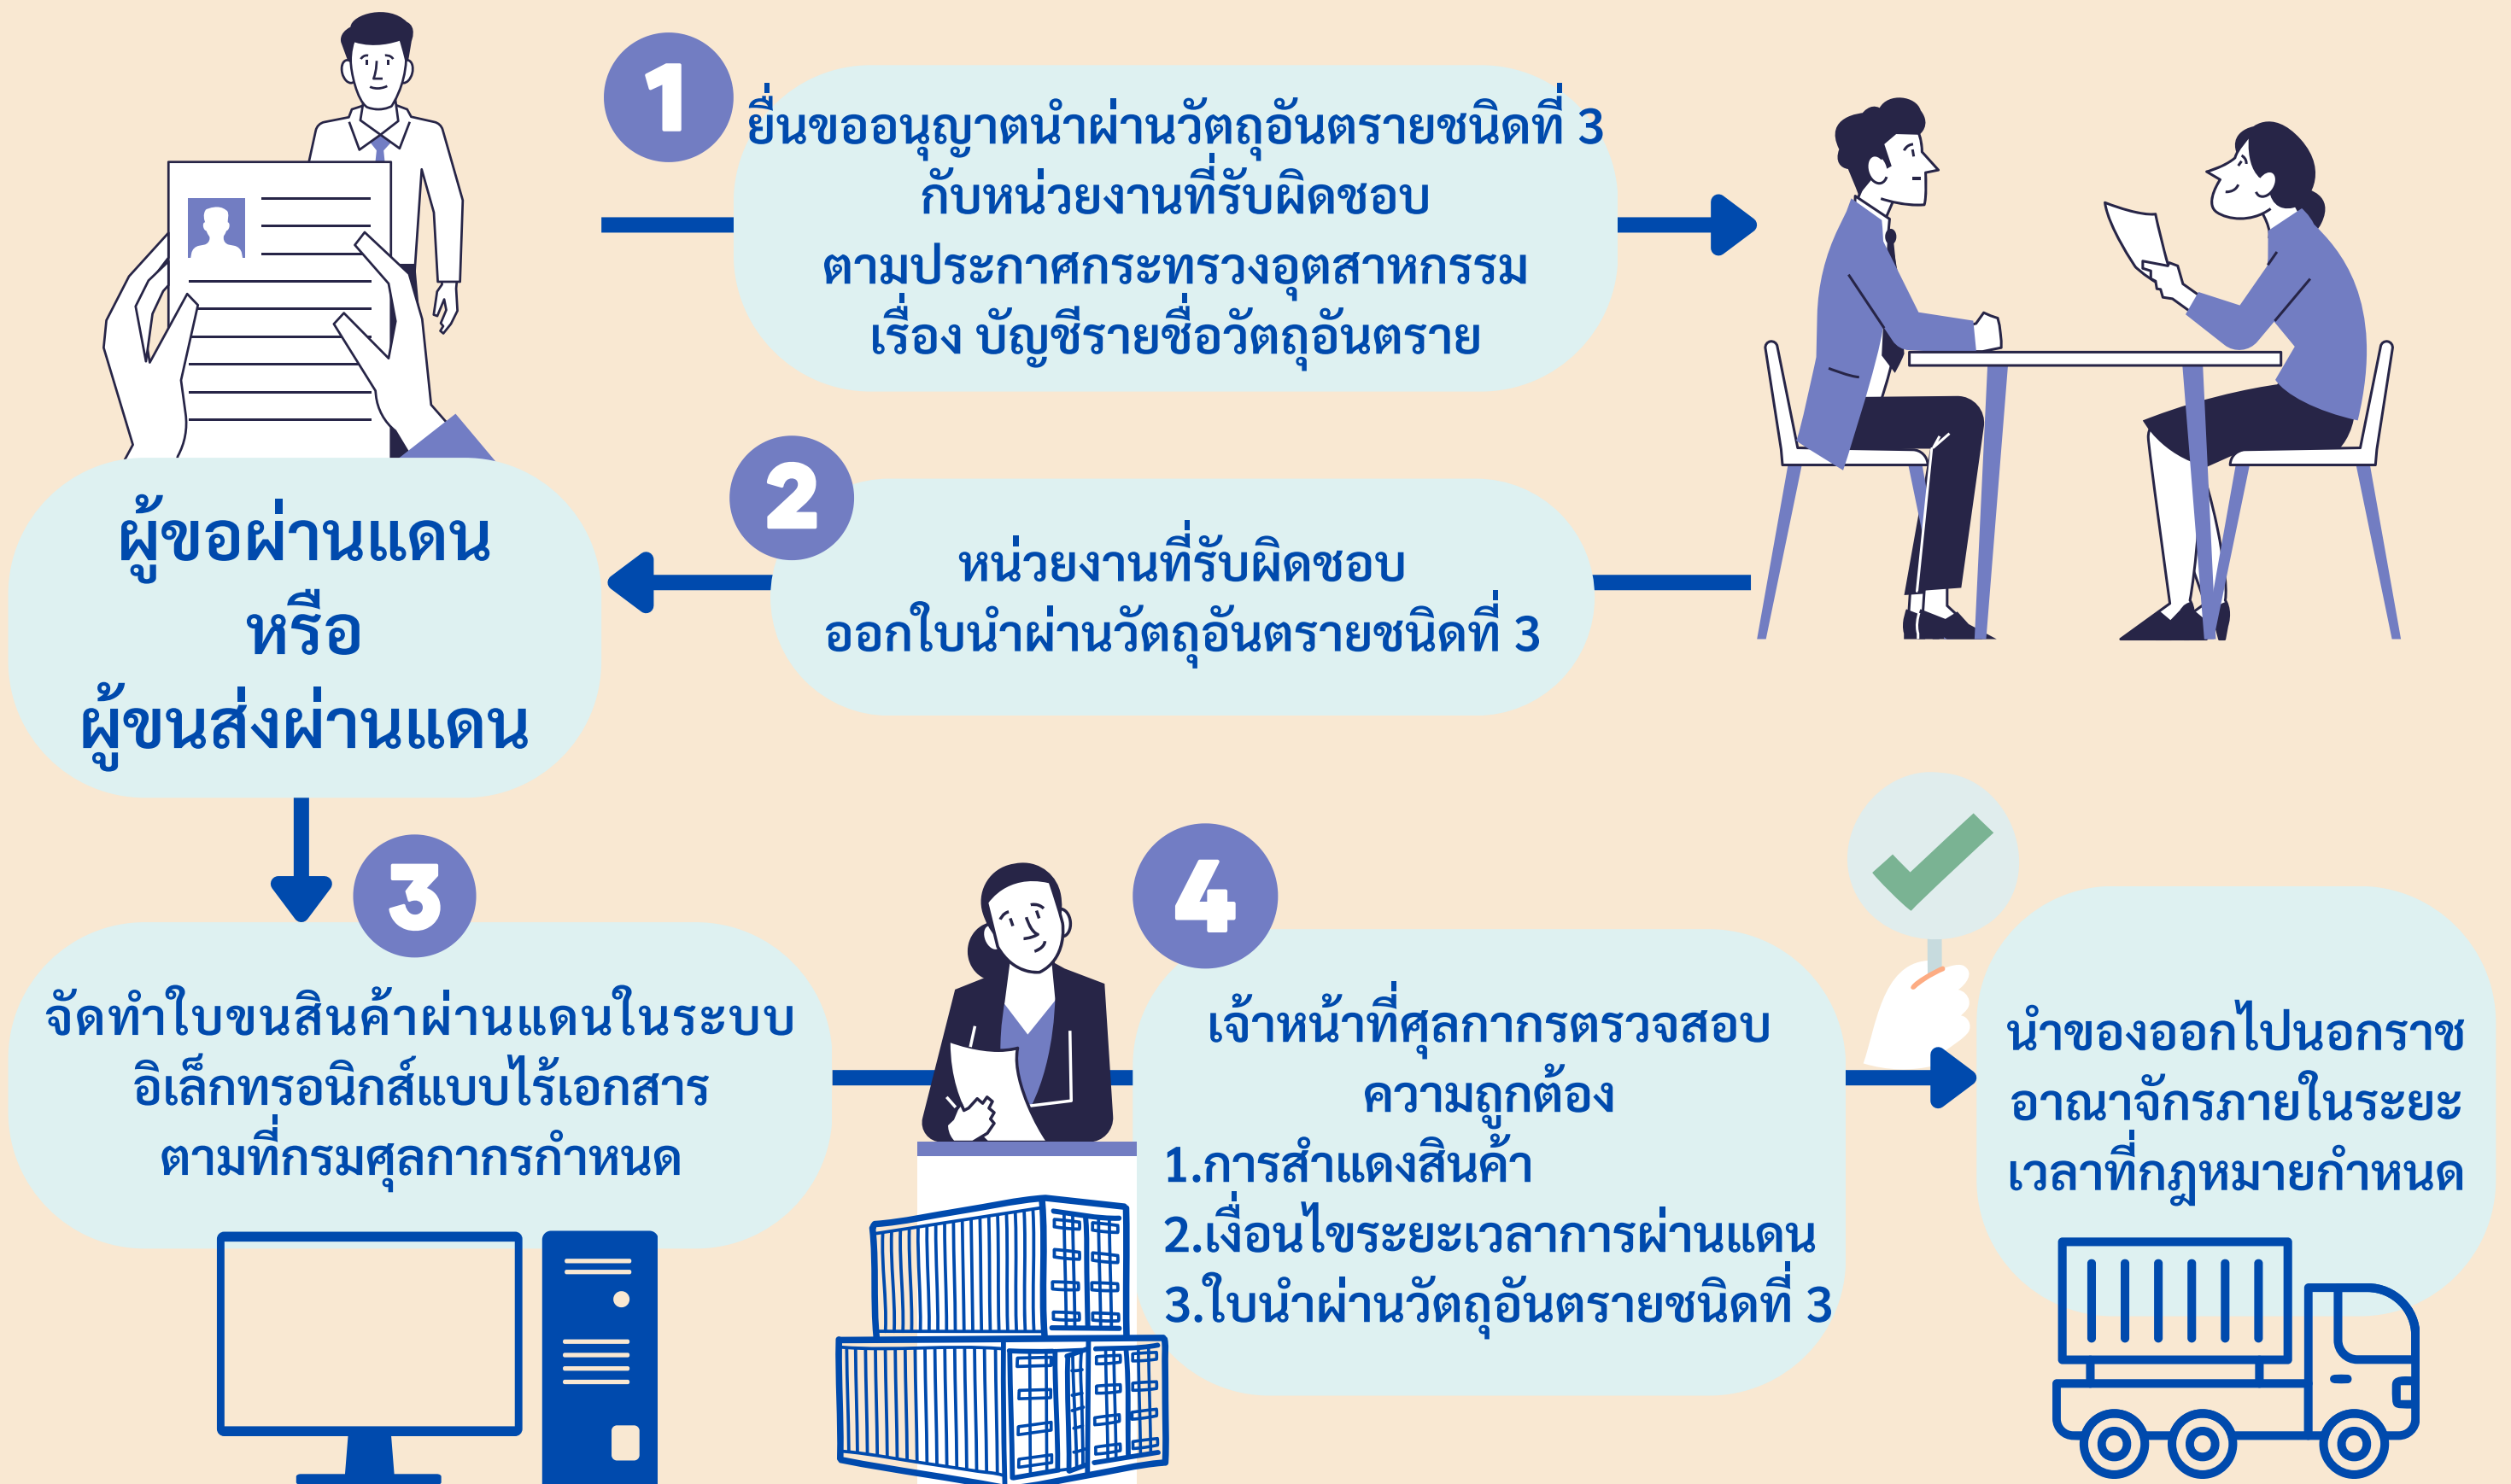 1
ยื่นขออนุญาตนำผ่านวัตถุอันตรายชนิดที่ 3
กับหน่วยงานที่รับผิดชอบ
ตามประกาศกระทรวงอุตสาหกรรม
เรื่อง บัญชีรายชื่อวัตถุอันตราย
2
หน่วยงานที่รับผิดชอบ
ออกใบนำผ่านวัตถุอันตรายชนิดที่ 3
ผู้ขอผ่านแดน
หรือ
ผู้ขนส่งผ่านแดน
3
จัดทำใบขนสินค้าผ่านแดนในระบบ
อิเล็กทรอนิกส์แบบไร้เอกสาร
ตามที่กรมศุลกากรกำหนด
4
เจ้าหน้าที่ศุลกากรตรวจสอบ
ความถูกต้อง
1.การสำแดงสินค้า
2.เงื่อนไขระยะเวลาการผ่านแดน
3.ใบนำผ่านวัตถุอันตรายชนิดที่ 3
นำของออกไปนอกราช
อาณาจักรภายในระยะ
เวลาที่กฎหมายกำหนด